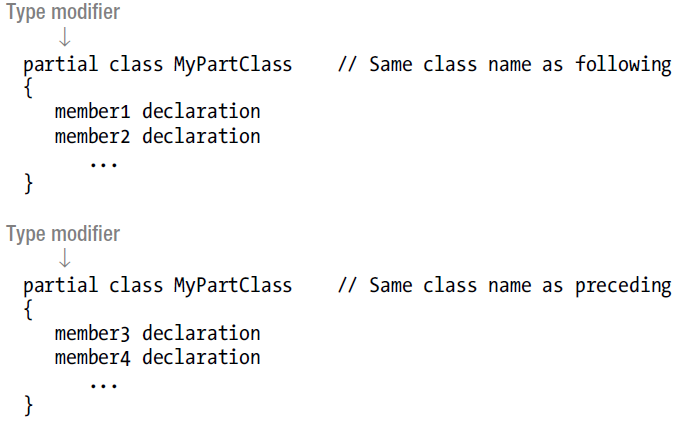 Type modifier
↓
partial class MyPartClass    // Same class name as following
{
   member1 declaration
   member2 declaration
      ...
}
Type modifier
↓
partial class MyPartClass    // Same class name as preceding
{
   member3 declaration
   member4 declaration
      ...
}